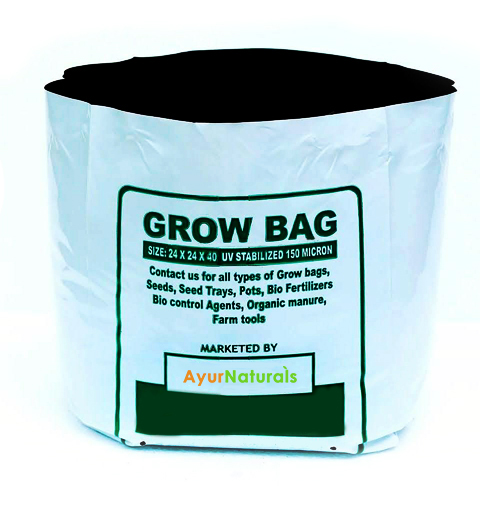 GROW BAG
SIZE: 24 X 24 X 40 UV STABILIZED 150 MICRON
Contact us for all types of Grow bags,
Seeds, Seed Trays, Pots, Bio Fertilizers
Bio control Agents, Organic manure,
Farm tools
MARKETED BY
AyurNaturals